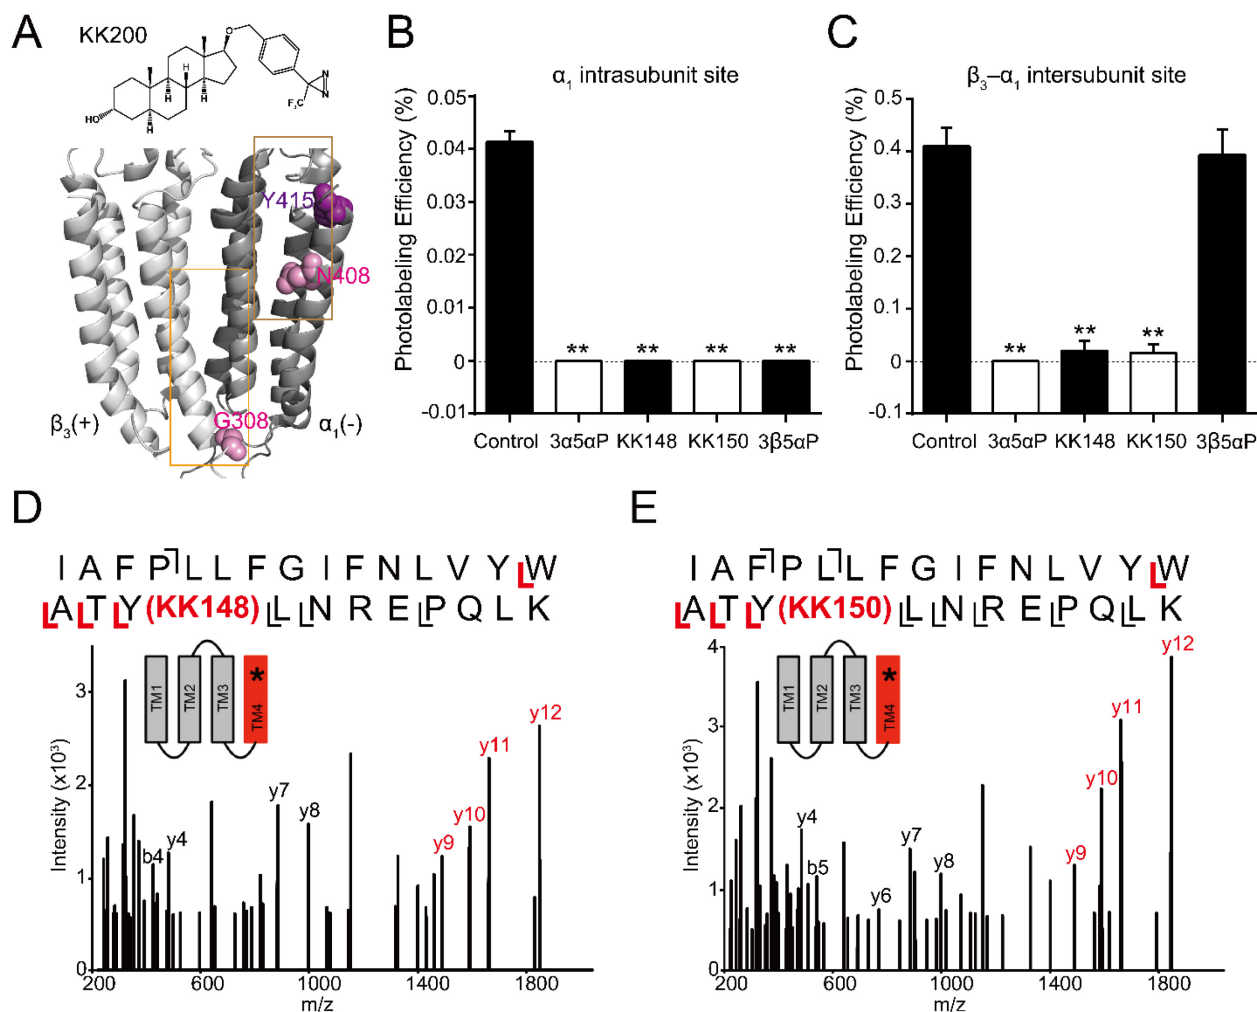 A
KK200
O
HO
H
H
H
H
F₃C
N
N
Y415
N408
G308
β₃(+)
α₁(-)
B
α₁ intrasubunit site
Photolabeling Efficiency (%)
0.05
0.04
0.03
0.02
0.01
0
-0.01
** ** ** **
Control 3α5αP KK148 KK150 3β5αP
C
β₃–α₁ intersubunit site
Photolabeling Efficiency (%)
0.5
0.4
0.3
0.2
0.1
0
-0.1
** ** **
Control 3α5αP KK148 KK150 3β5αP
D
I A F P L L F G I F N L V Y W
A T Y (KK148) L N R E P Q L K
TM1 TM2 TM3 TM4 *
Intensity (x10³)
3
2
1
0
b4 y4 y7 y8 y9 y10 y11 y12
200 600 1000 1400 1800
m/z
E
I A F P L L F G I F N L V Y W
A T Y (KK150) L N R E P Q L K
TM1 TM2 TM3 TM4 *
Intensity (x10³)
4
3
2
1
0
y4 b5 y6 y7 y8 y9 y10 y11 y12
200 600 1000 1400 1800
m/z